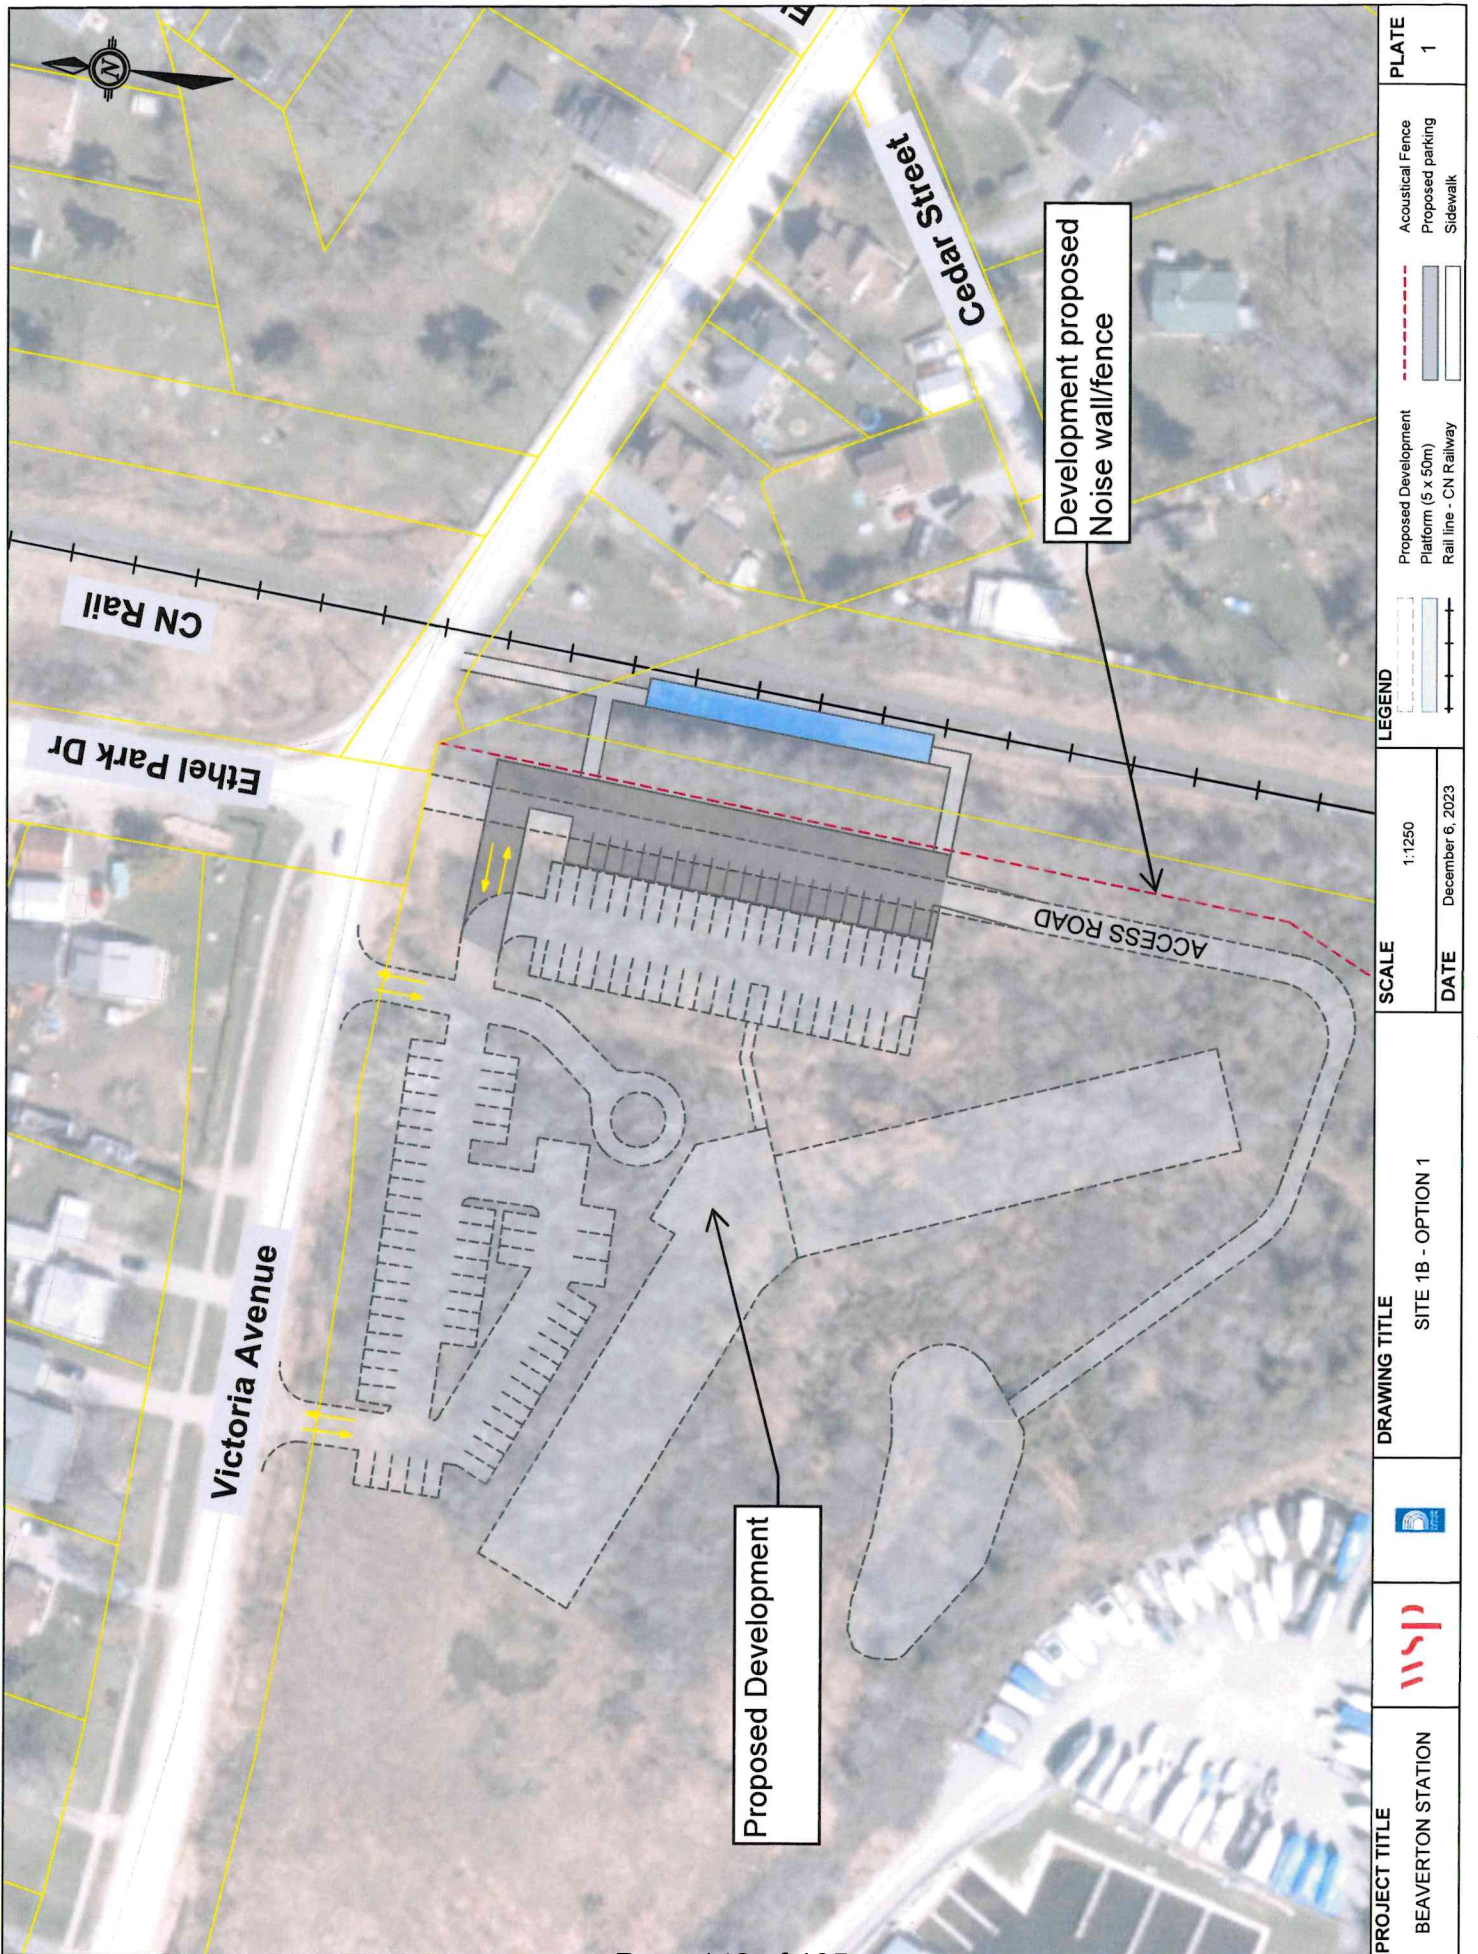 N
CN Rail
Ethel Park Dr
Cedar Street
Victoria Avenue
ACCESS ROAD
Development proposed
Noise wall/fence
Proposed Development
PROJECT TITLE
BEAVERTON STATION
wsp
DRAWING TITLE
SITE 1B - OPTION 1
SCALE
1:1250
DATE
December 6, 2023
LEGEND
Proposed Development
Platform (5 x 50m)
Rail line - CN Railway
Acoustical Fence
Proposed parking
Sidewalk
PLATE
1